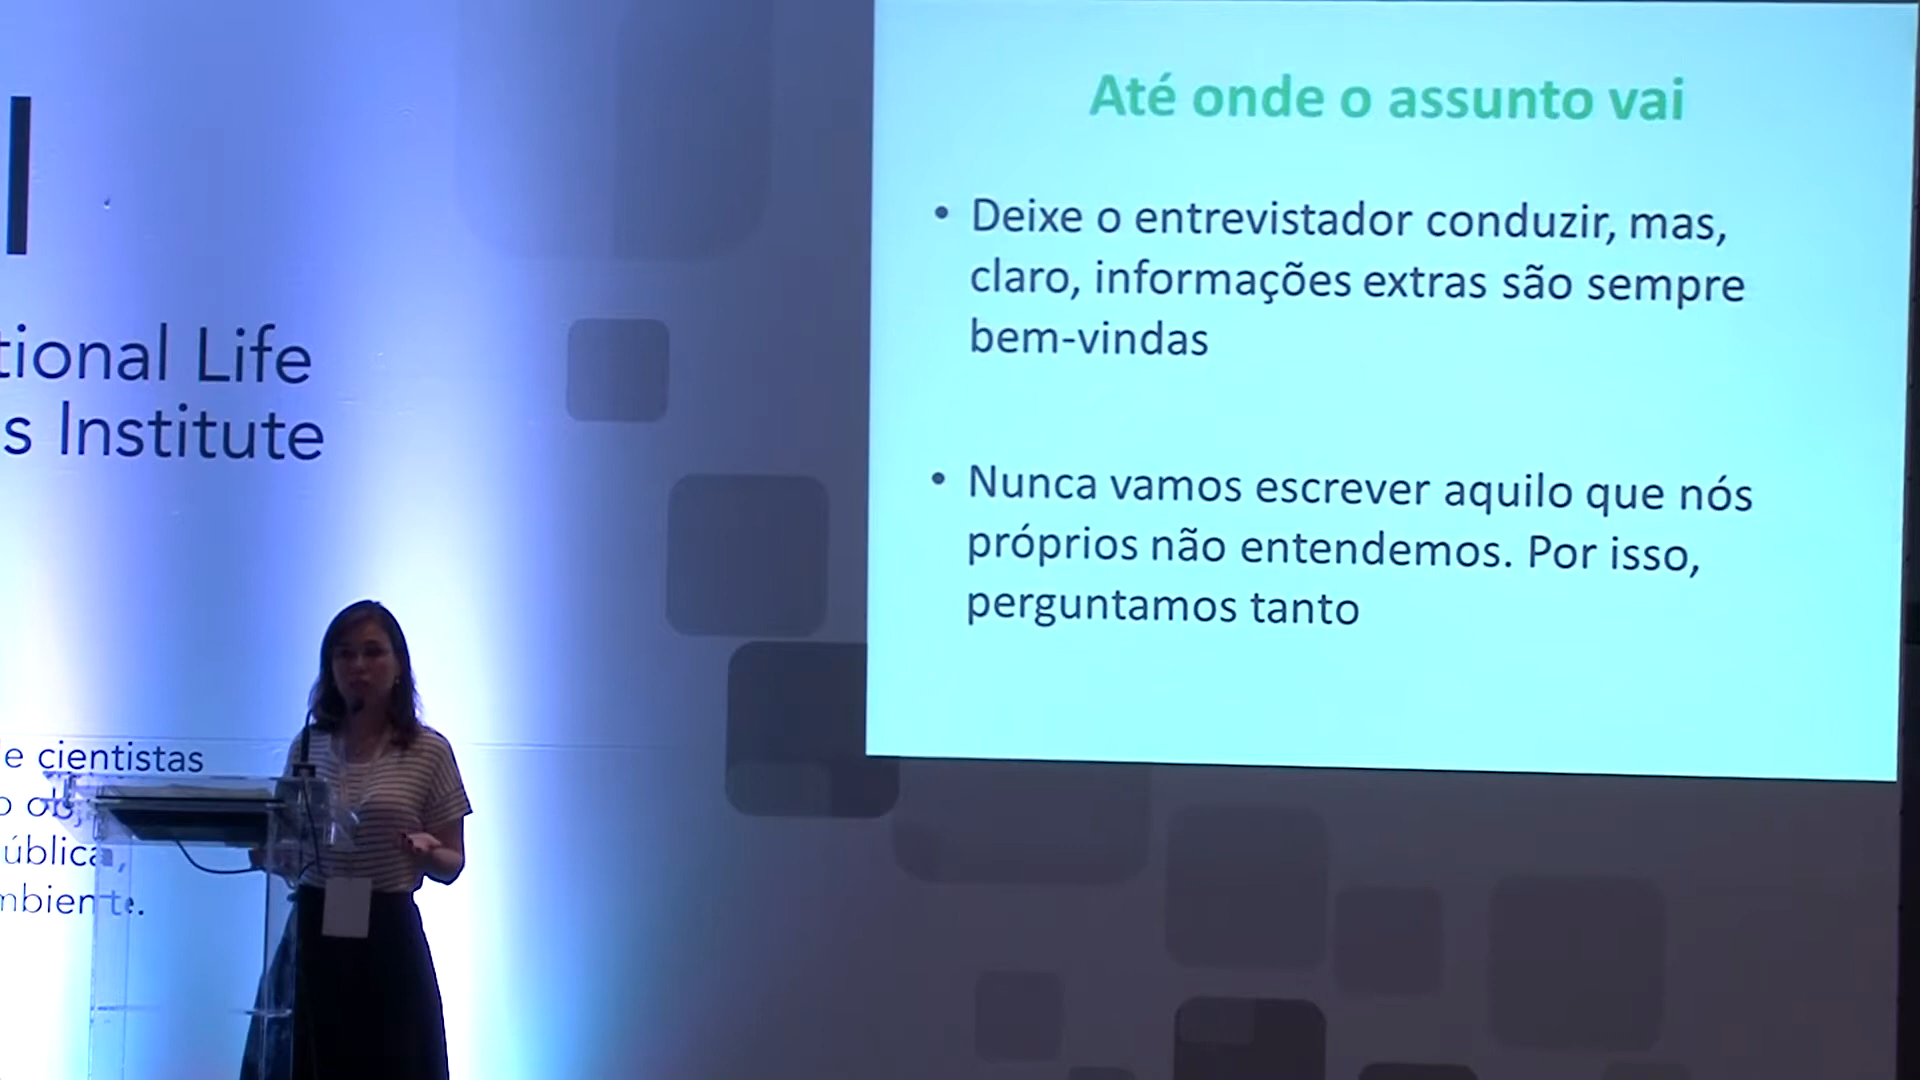 tional Life
s Institute
e cientistas
ública,
mbiente.
Até onde o assunto vai
• Deixe o entrevistador conduzir, mas,
claro, informações extras são sempre
bem-vindas
• Nunca vamos escrever aquilo que nós
próprios não entendemos. Por isso,
perguntamos tanto